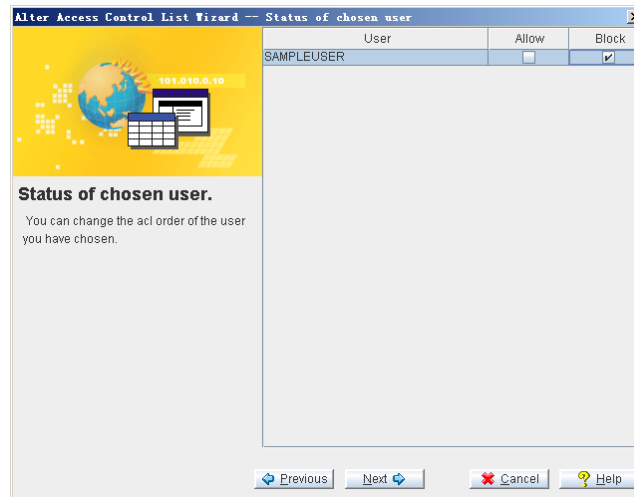 Alter Access Control List Wizard -- Status of chosen user
User Allow Block
SAMPLEUSER
101.010.0.10
Status of chosen user.
You can change the acl order of the user
you have chosen.
Previous Next Cancel Help